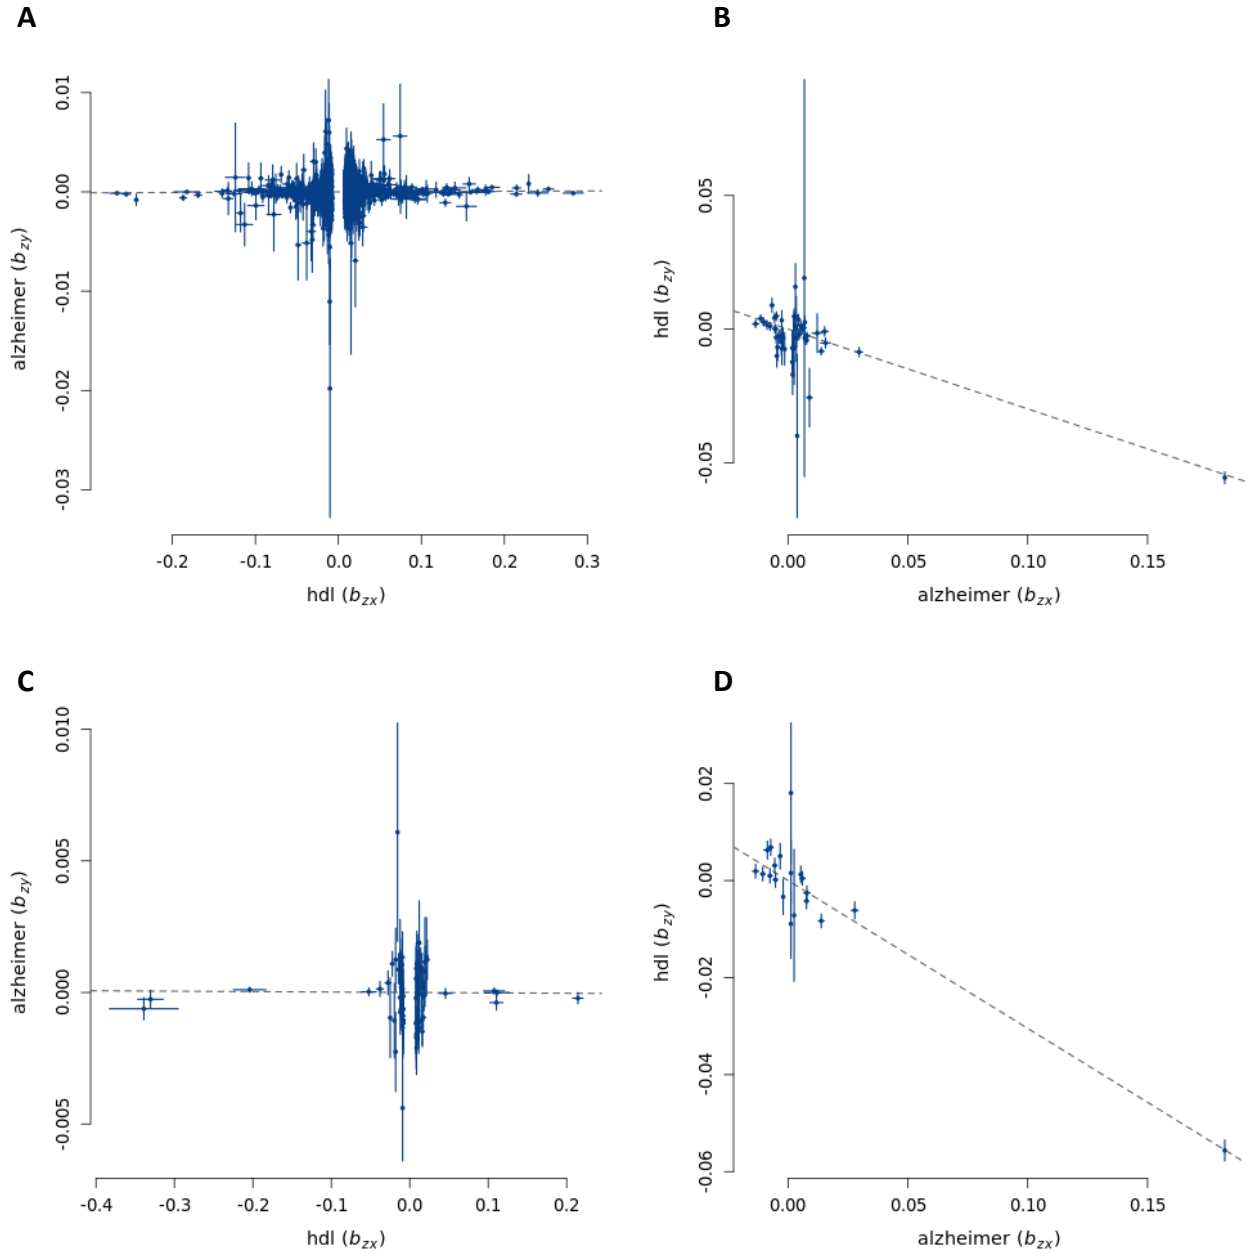 A
B
0.01
0.00
-0.01
-0.02
-0.03
alzheimer (bzy)
-0.2 -0.1 0.0 0.1 0.2 0.3
hdl (bzx)
0.05
0.00
-0.05
hdl (bzy)
0.00 0.05 0.10 0.15
alzheimer (bzx)
C
D
0.010
0.005
0.000
-0.005
alzheimer (bzy)
-0.4 -0.3 -0.2 -0.1 0.0 0.1 0.2
hdl (bzx)
0.02
0.00
-0.02
-0.04
-0.06
hdl (bzy)
0.00 0.05 0.10 0.15
alzheimer (bzx)